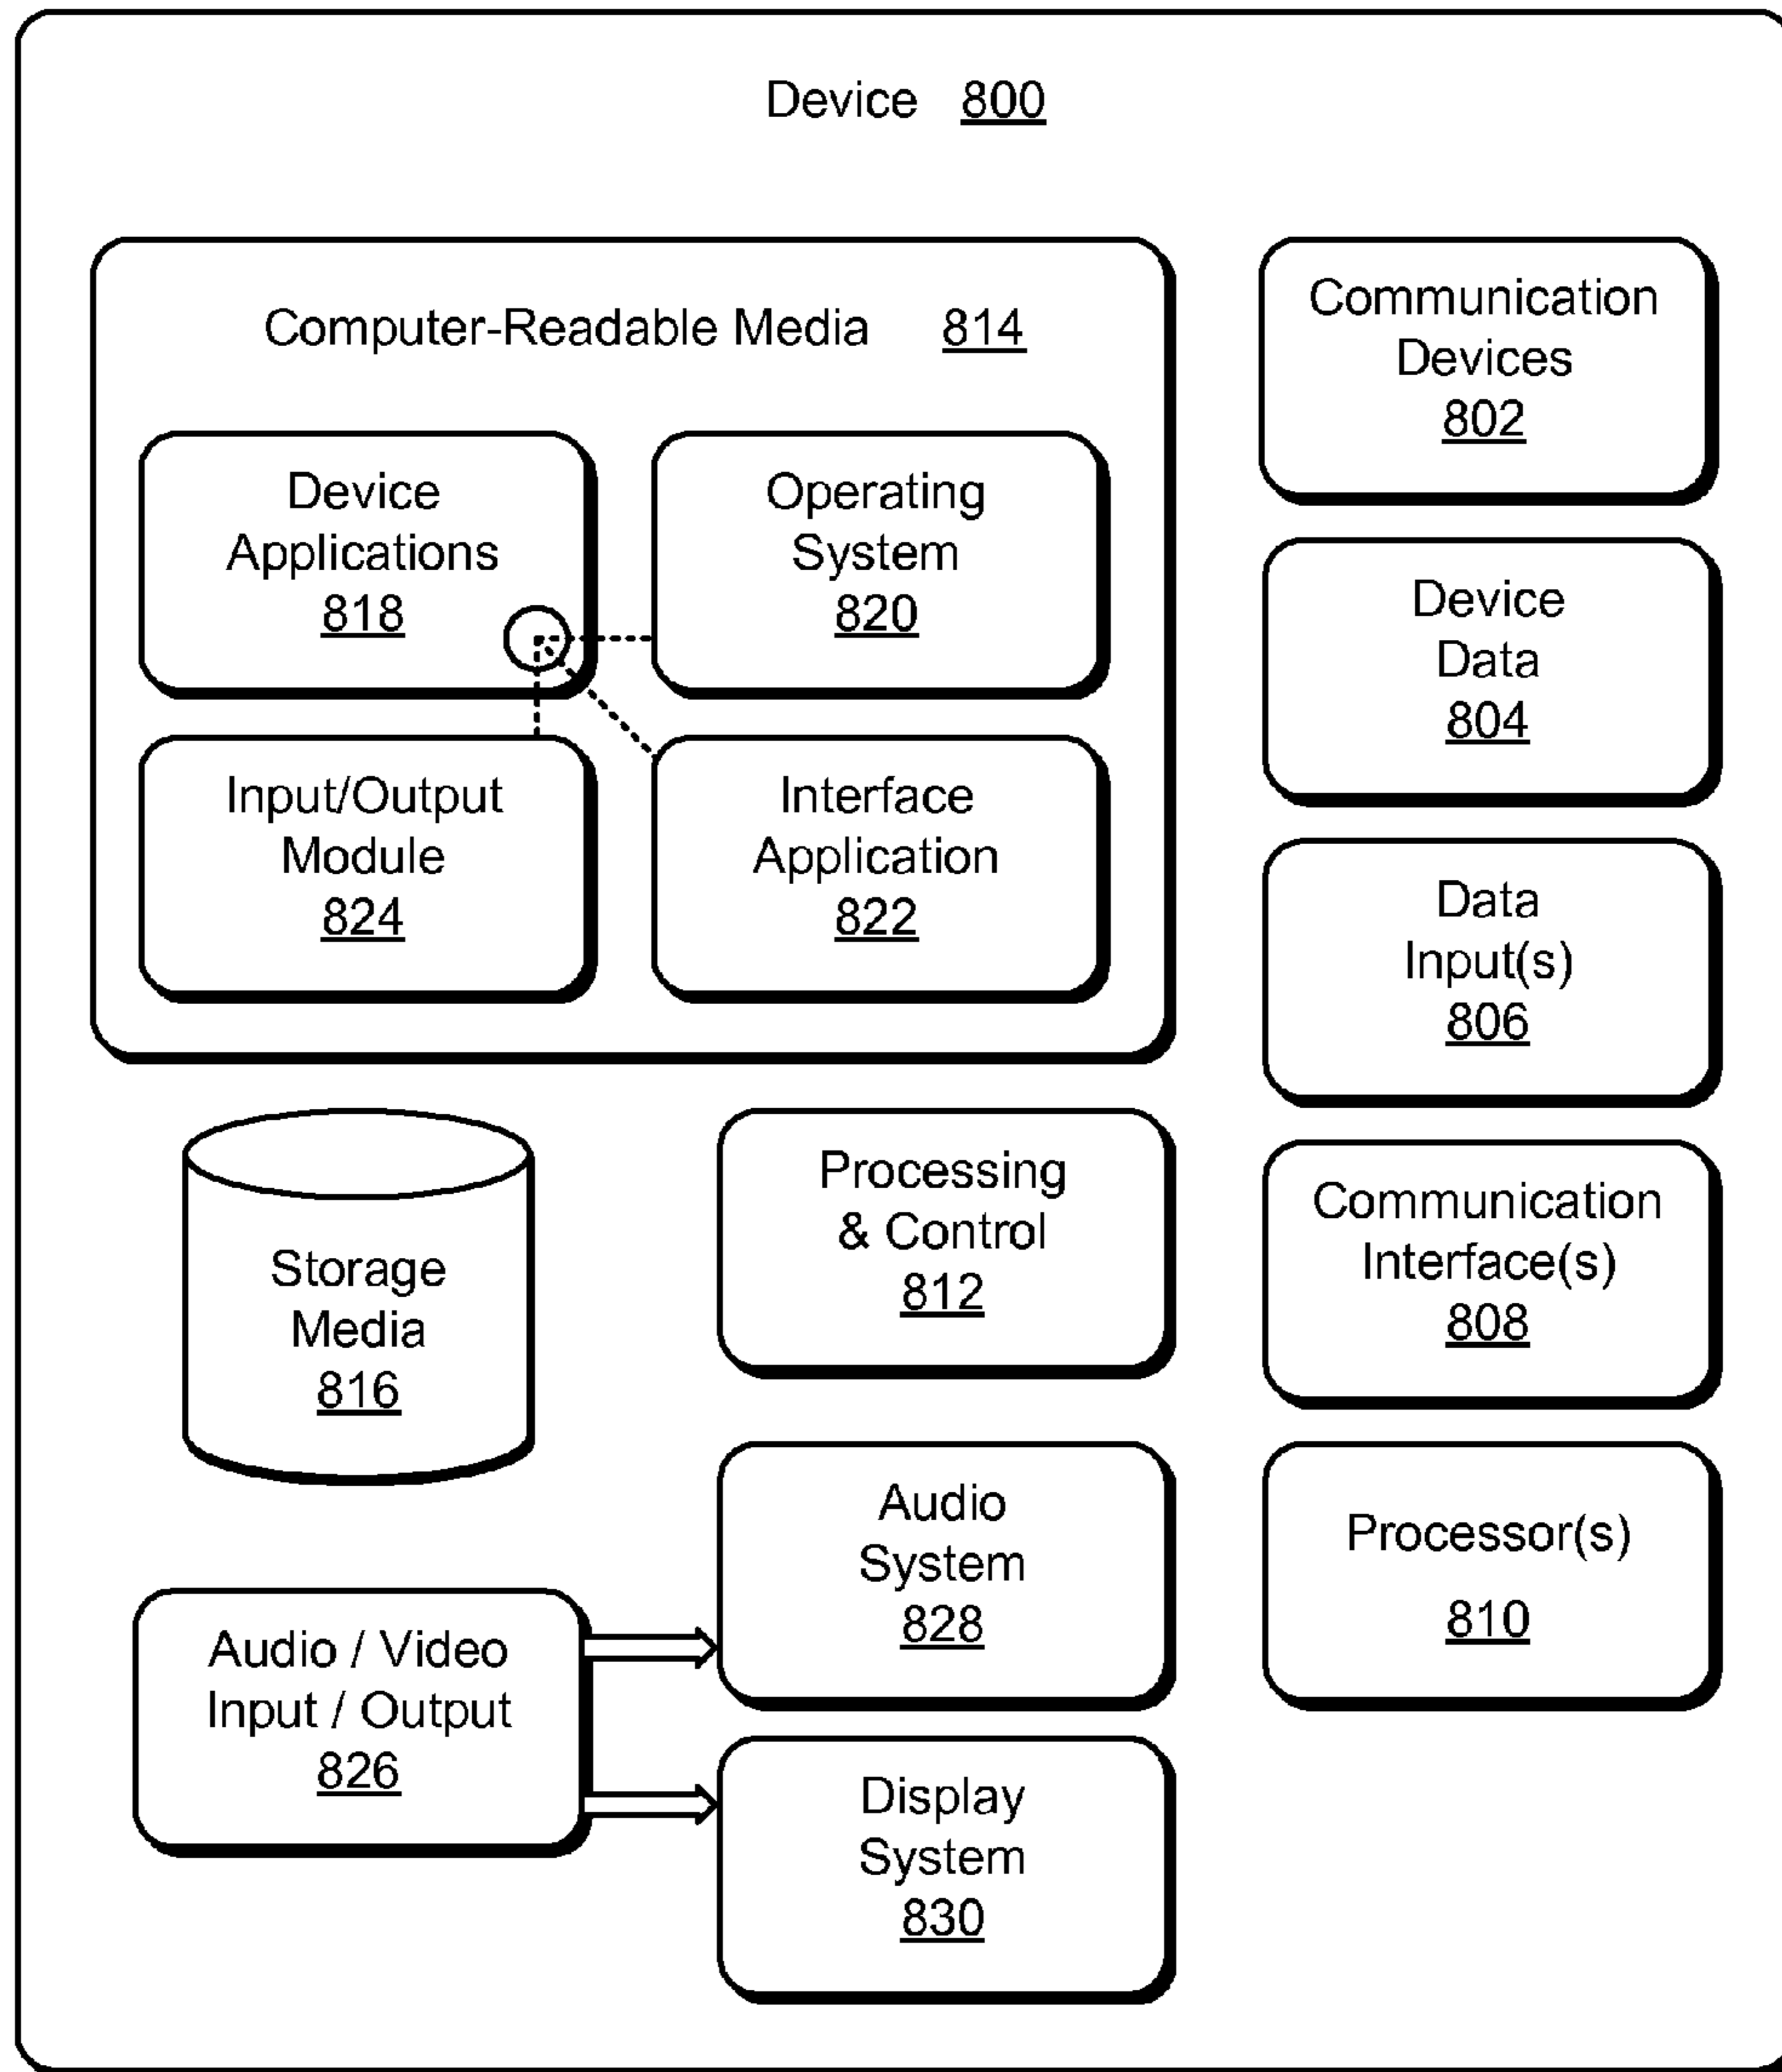 Device 800
Computer-Readable Media 814
Device
Applications
818
Operating
System
820
Input/Output
Module
824
Interface
Application
822
Communication
Devices
802
Device
Data
804
Data
Input(s)
806
Communication
Interface(s)
808
Processor(s)
810
Storage
Media
816
Processing
& Control
812
Audio
System
828
Audio / Video
Input / Output
826
Display
System
830